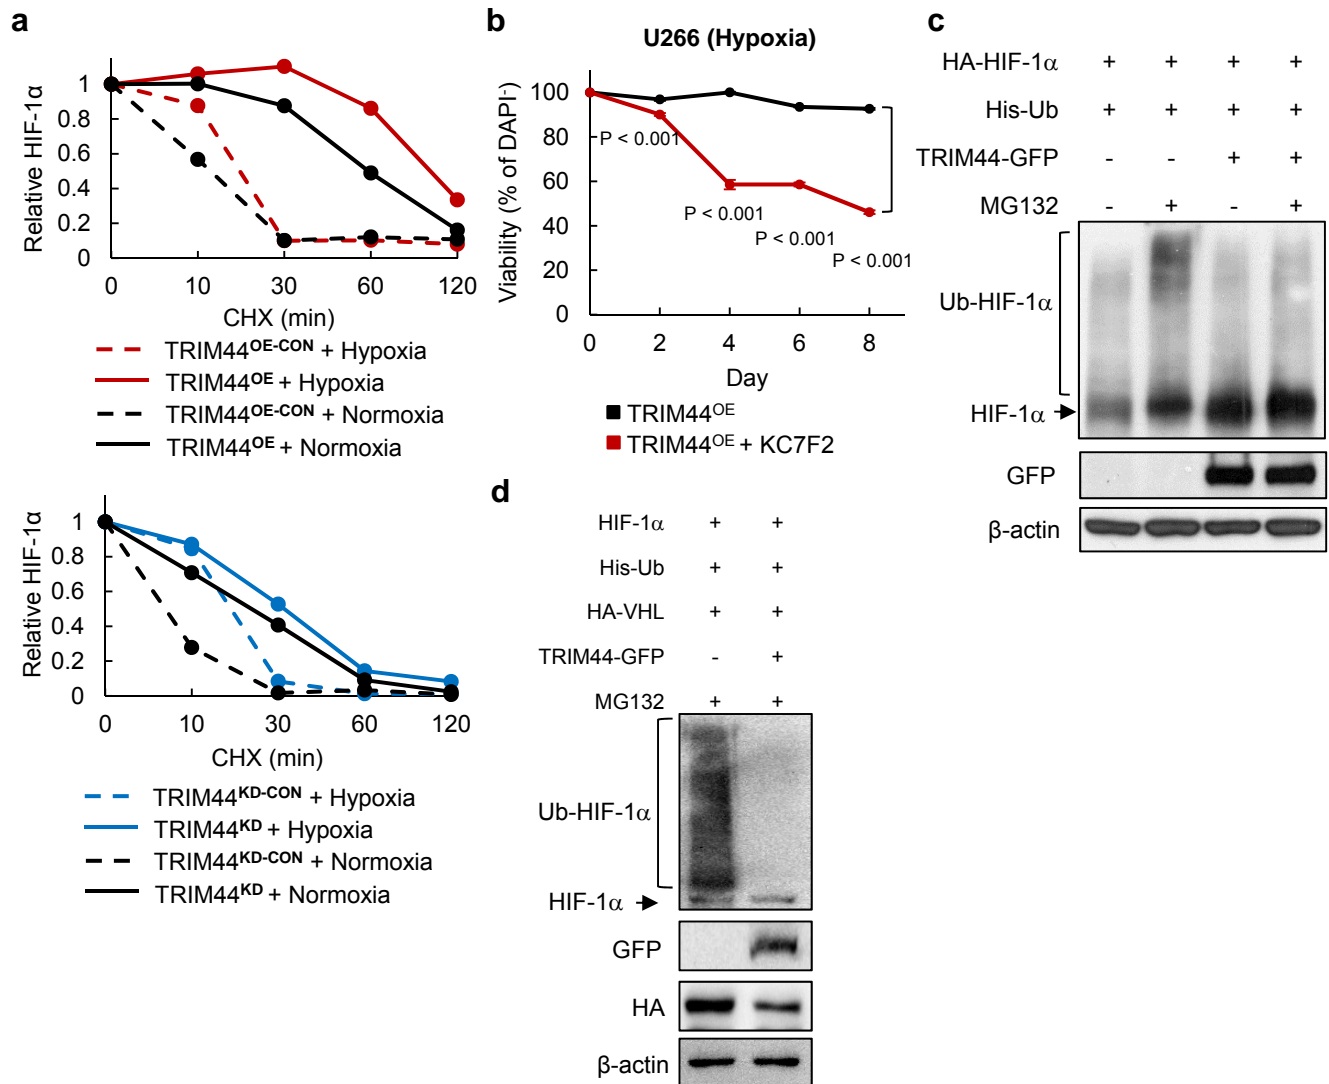 a
Relative HIF-1α
1
0.8
0.6
0.4
0.2
0
0 10 30 60 120
CHX (min)
TRIM44OE-CON + Hypoxia
TRIM44OE + Hypoxia
TRIM44OE-CON + Normoxia
TRIM44OE + Normoxia
Relative HIF-1α
1
0.8
0.6
0.4
0.2
0
0 10 30 60 120
CHX (min)
TRIM44KD-CON + Hypoxia
TRIM44KD + Hypoxia
TRIM44KD-CON + Normoxia
TRIM44KD + Normoxia
b
U266 (Hypoxia)
Viability (% of DAPI-)
100
80
60
40
20
0
P < 0.001
P < 0.001
P < 0.001
P < 0.001
0 2 4 6 8
Day
TRIM44OE
TRIM44OE + KC7F2
c
HA-HIF-1α + + + +
His-Ub + + + +
TRIM44-GFP - - + +
MG132 - + - +
Ub-HIF-1α
HIF-1α
GFP
β-actin
d
HIF-1α + +
His-Ub + +
HA-VHL + +
TRIM44-GFP - +
MG132 + +
Ub-HIF-1α
HIF-1α
GFP
HA
β-actin